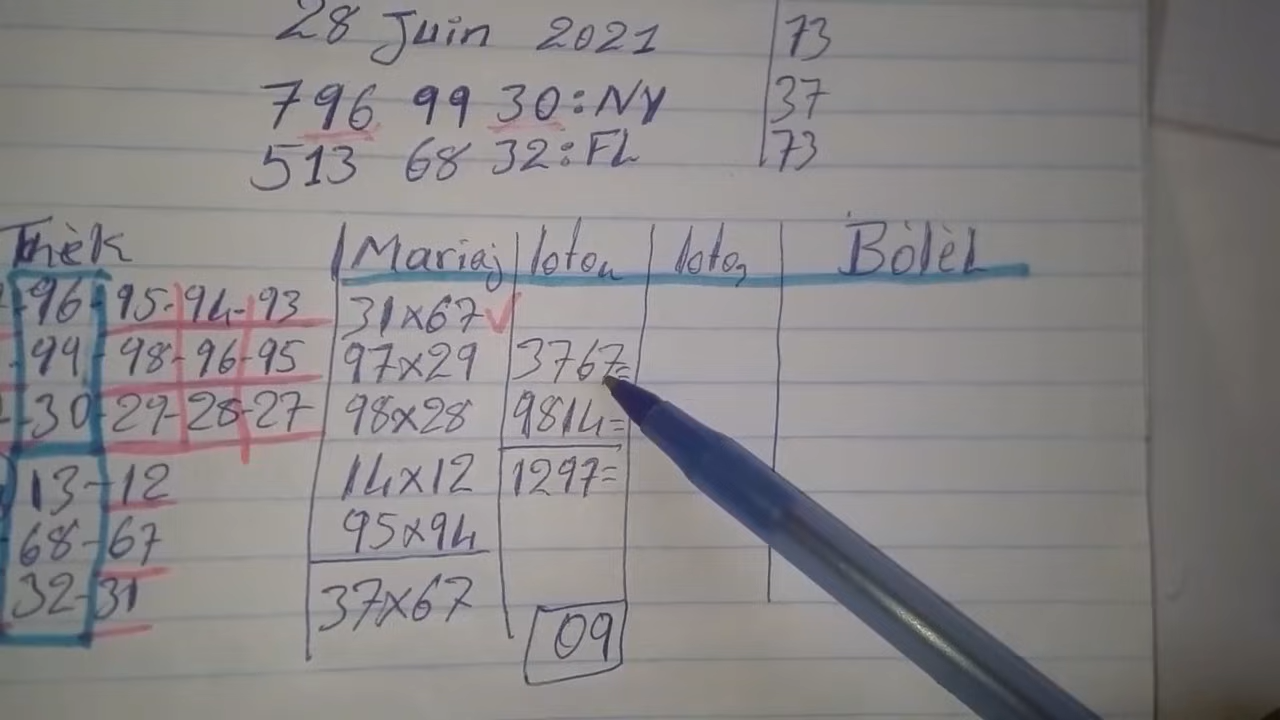 28 Juin 2021
73
796 99 30 : NY
37
513 68 32 : FL
73
Thèk Mariaj loto4 loto5 Bòlèt
96 - 95 - 94 - 93 31x67 ✓
99 - 98 - 96 - 95 97x29 3767=
30 - 29 - 28 - 27 98x28 9814=
13 - 12 14x12 1297=
68 - 67 95x94
32 - 31 37x67
09